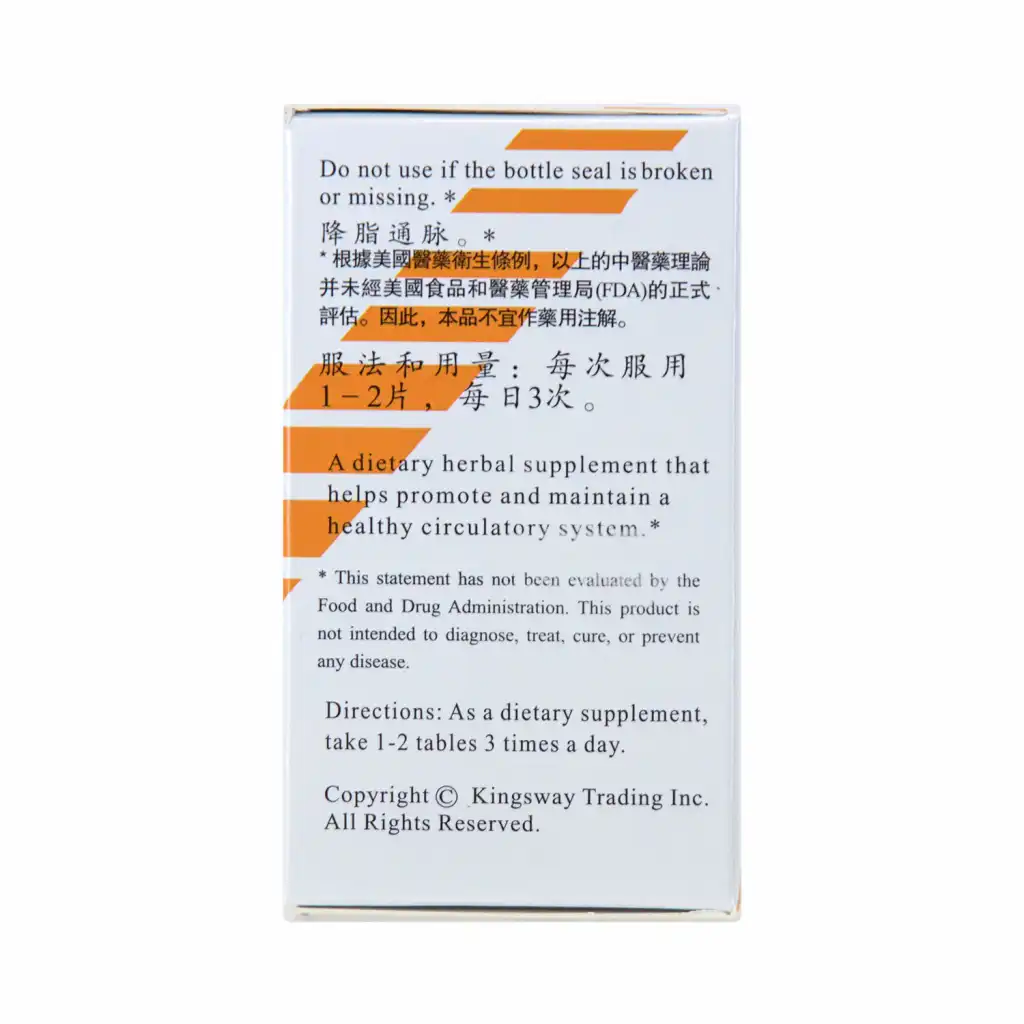 Do not use if the bottle seal is broken
or missing. *
降脂通脉。*
* 根據美國醫藥衛生條例，以上的中醫藥理論
并未經美國食品和醫藥管理局(FDA)的正式
評估。因此，本品不宜作藥用注解。
服法和用量：每次服用
1-2片，每日3次。
A dietary herbal supplement that
helps promote and maintain a
healthy circulatory system.*
* This statement has not been evaluated by the
Food and Drug Administration. This product is
not intended to diagnose, treat, cure, or prevent
any disease.
Directions: As a dietary supplement,
take 1-2 tables 3 times a day.
Copyright © Kingsway Trading Inc.
All Rights Reserved.